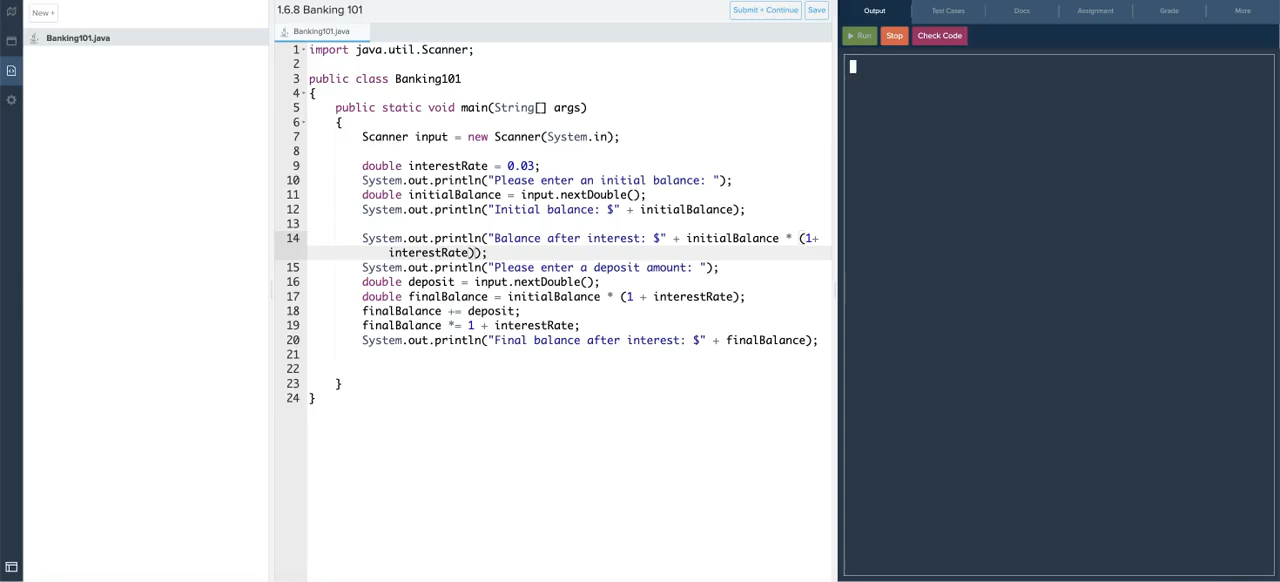 New +
Banking101.java
1.6.8 Banking 101
Submit + Continue
Save
Banking101.java
1 import java.util.Scanner;
2
3 public class Banking101
4 {
5 public static void main(String[] args)
6 {
7 Scanner input = new Scanner(System.in);
8
9 double interestRate = 0.03;
10 System.out.println("Please enter an initial balance: ");
11 double initialBalance = input.nextDouble();
12 System.out.println("Initial balance: $" + initialBalance);
13
14 System.out.println("Balance after interest: $" + initialBalance * (1+
interestRate));
15 System.out.println("Please enter a deposit amount: ");
16 double deposit = input.nextDouble();
17 double finalBalance = initialBalance * (1 + interestRate);
18 finalBalance += deposit;
19 finalBalance *= 1 + interestRate;
20 System.out.println("Final balance after interest: $" + finalBalance);
21
22
23 }
24 }
Output
Test Cases
Docs
Assignment
Grade
More
Run
Stop
Check Code